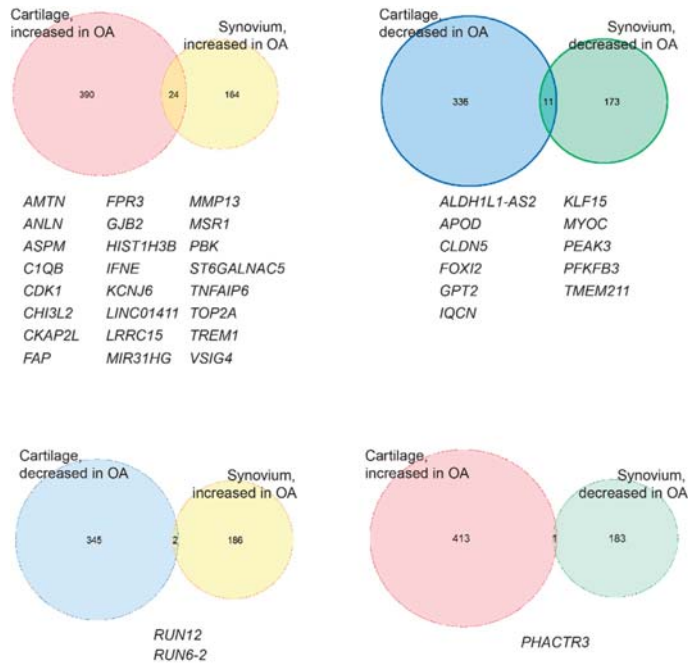 Cartilage,
increased in OA
Synovium,
increased in OA
390
24
164
AMTN FPR3 MMP13
ANLN GJB2 MSR1
ASPM HIST1H3B PBK
C1QB IFNE ST6GALNAC5
CDK1 KCNJ6 TNFAIP6
CHI3L2 LINC01411 TOP2A
CKAP2L LRRC15 TREM1
FAP MIR31HG VSIG4
Cartilage,
decreased in OA
Synovium,
decreased in OA
336
11
173
ALDH1L1-AS2 KLF15
APOD MYOC
CLDN5 PEAK3
FOXI2 PFKFB3
GPT2 TMEM211
IQCN
Cartilage,
decreased in OA
Synovium,
increased in OA
345
2
186
RUN12
RUN6-2
Cartilage,
increased in OA
Synovium,
decreased in OA
413
1
183
PHACTR3